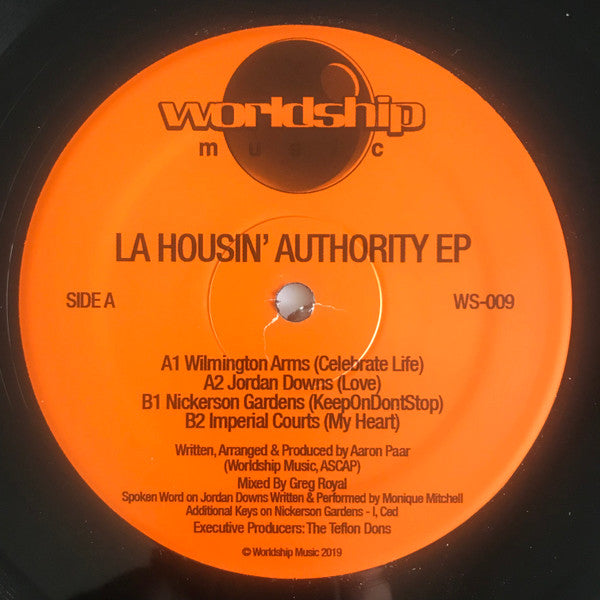 worldship
music
LA HOUSIN' AUTHORITY EP
SIDE A
WS-009
A1 Wilmington Arms (Celebrate Life)
A2 Jordan Downs (Love)
B1 Nickerson Gardens (KeepOnDontStop)
B2 Imperial Courts (My Heart)
Written, Arranged & Produced by Aaron Paar
(Worldship Music, ASCAP)
Mixed By Greg Royal
Spoken Word on Jordan Downs Written & Performed by Monique Mitchell
Additional Keys on Nickerson Gardens - I, Ced
Executive Producers: The Teflon Dons
© Worldship Music 2019